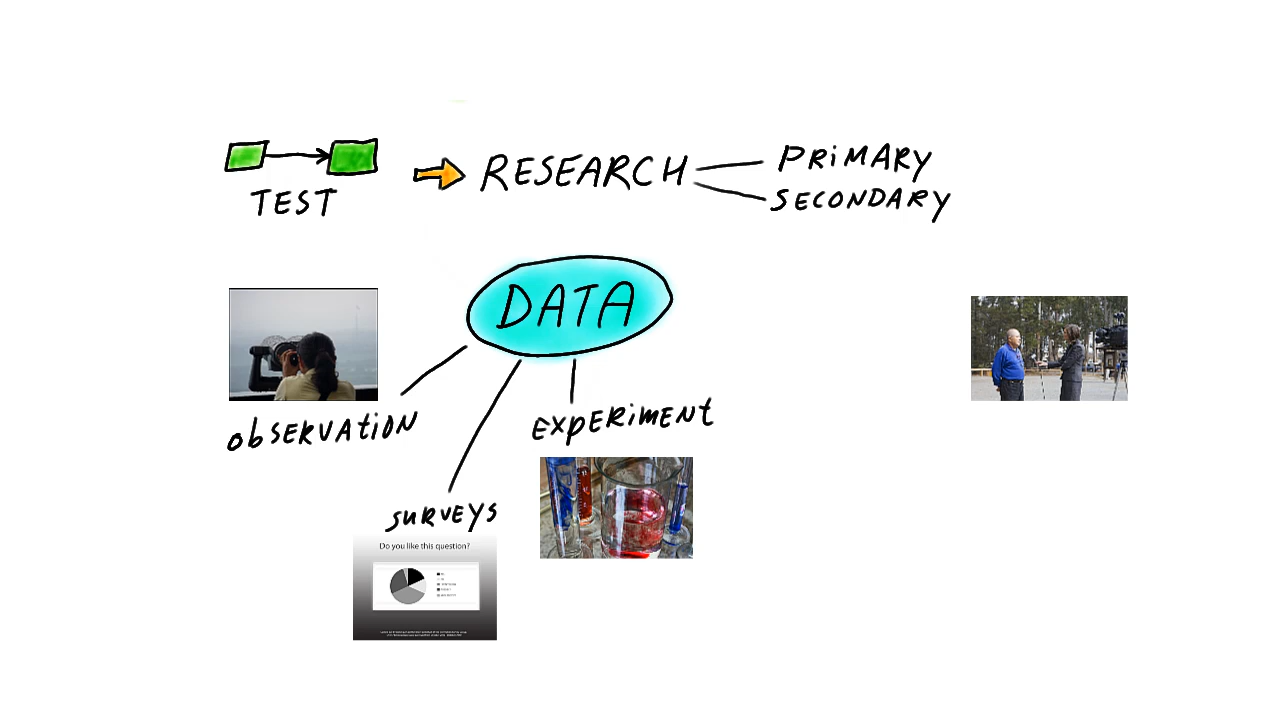 TEST
RESEARCH
PRIMARY
SECONDARY
DATA
OBSERVATION
EXPERIMENT
SURVEYS
Do you like this question?